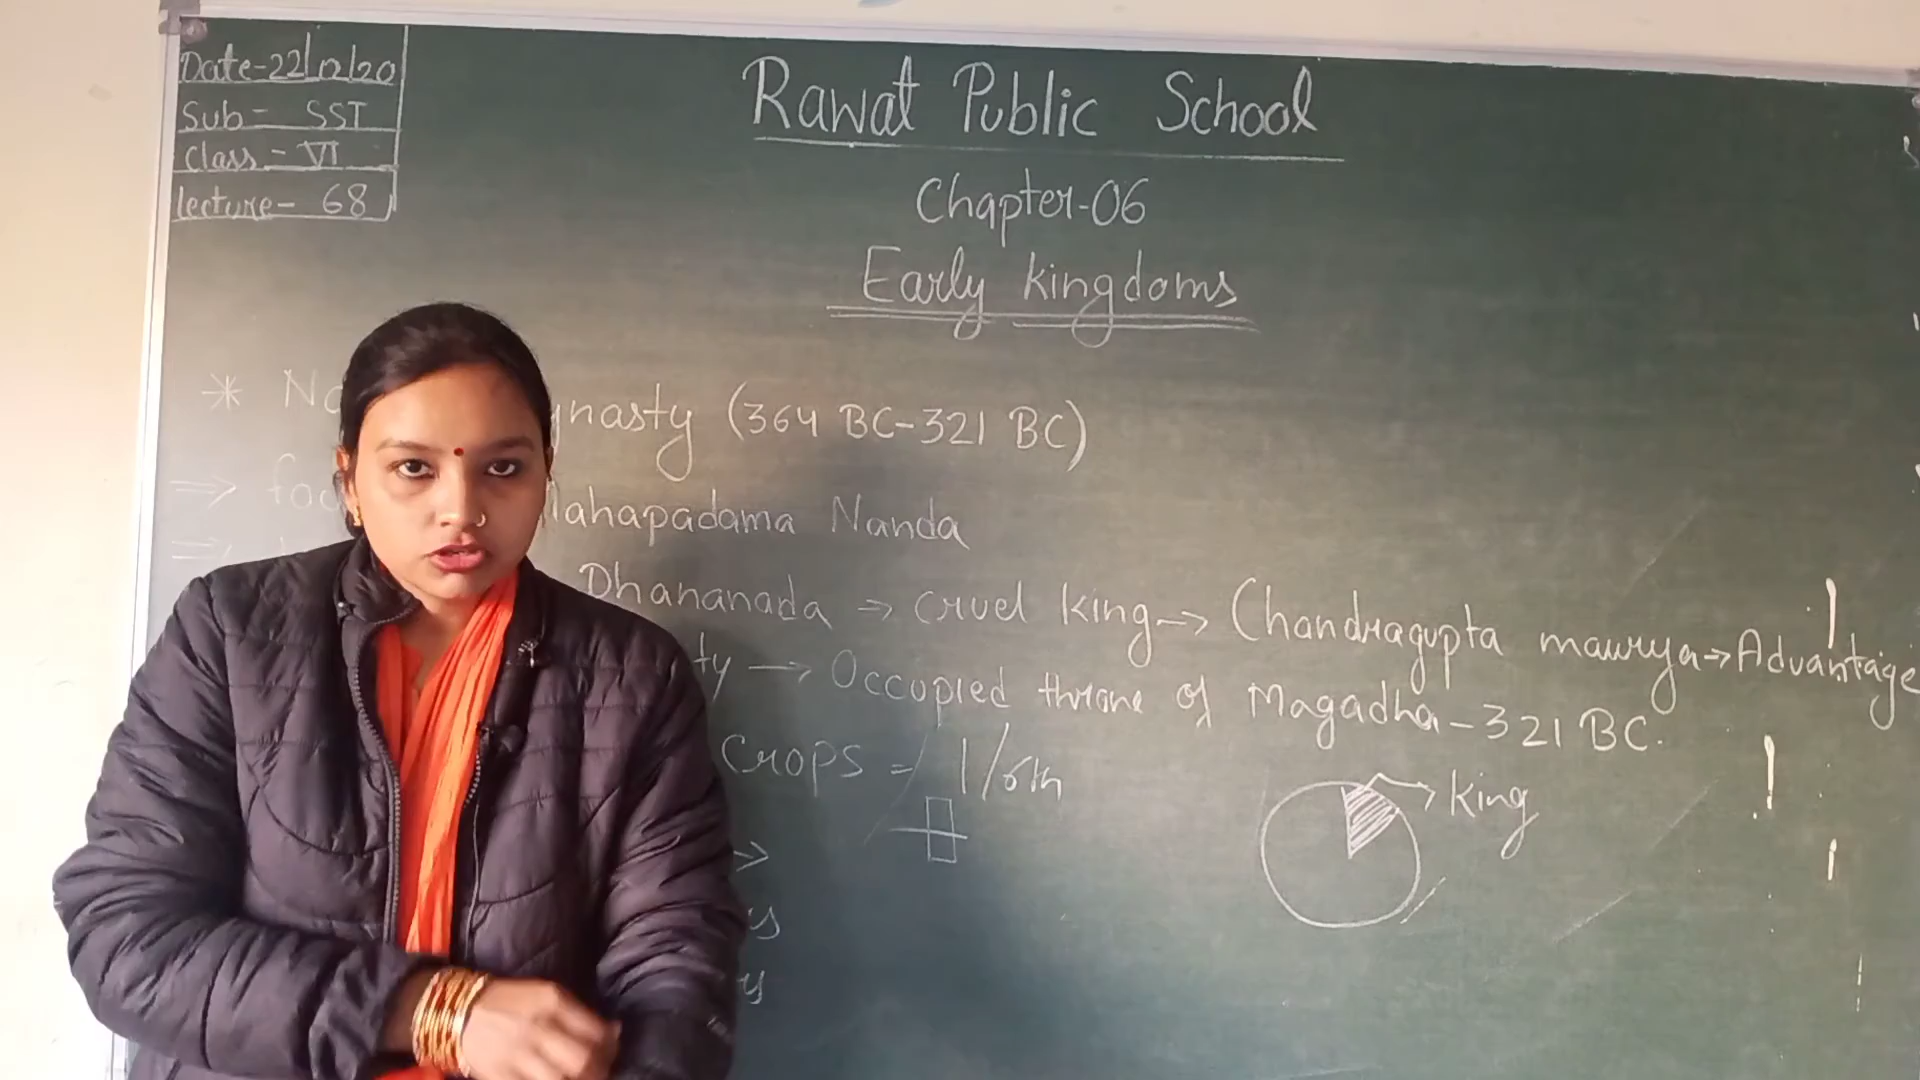 Date-22/12/20
Sub- SST
Class - VI
lecture- 68
Rawat Public School
Chapter-06
Early kingdoms
* Na ynasty (364 BC-321 BC)
⇒ fo Mahapadama Nanda
⇒ Dhananada ⇒ cruel king → Chandragupta maurya → Advantage
ty → Occupied throne of Magadha - 321 BC.
Crops = 1/6th
king